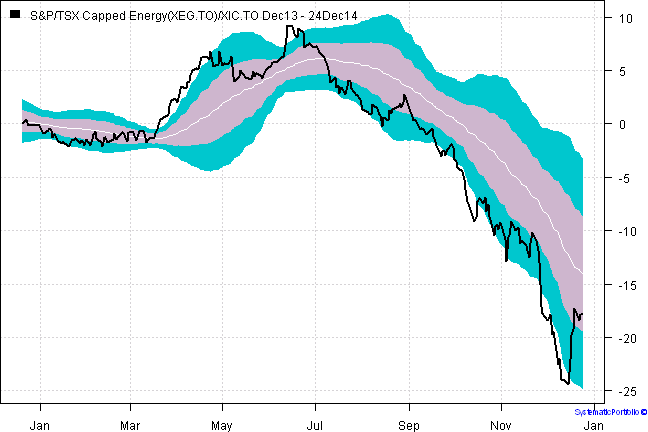 S&P/TSX Capped Energy(XEG.TO)/XIC.TO Dec13 - 24Dec14
10
5
0
-5
-10
-15
-20
-25
Jan Mar May Jul Sep Nov Jan
SystematicPortfolio ©